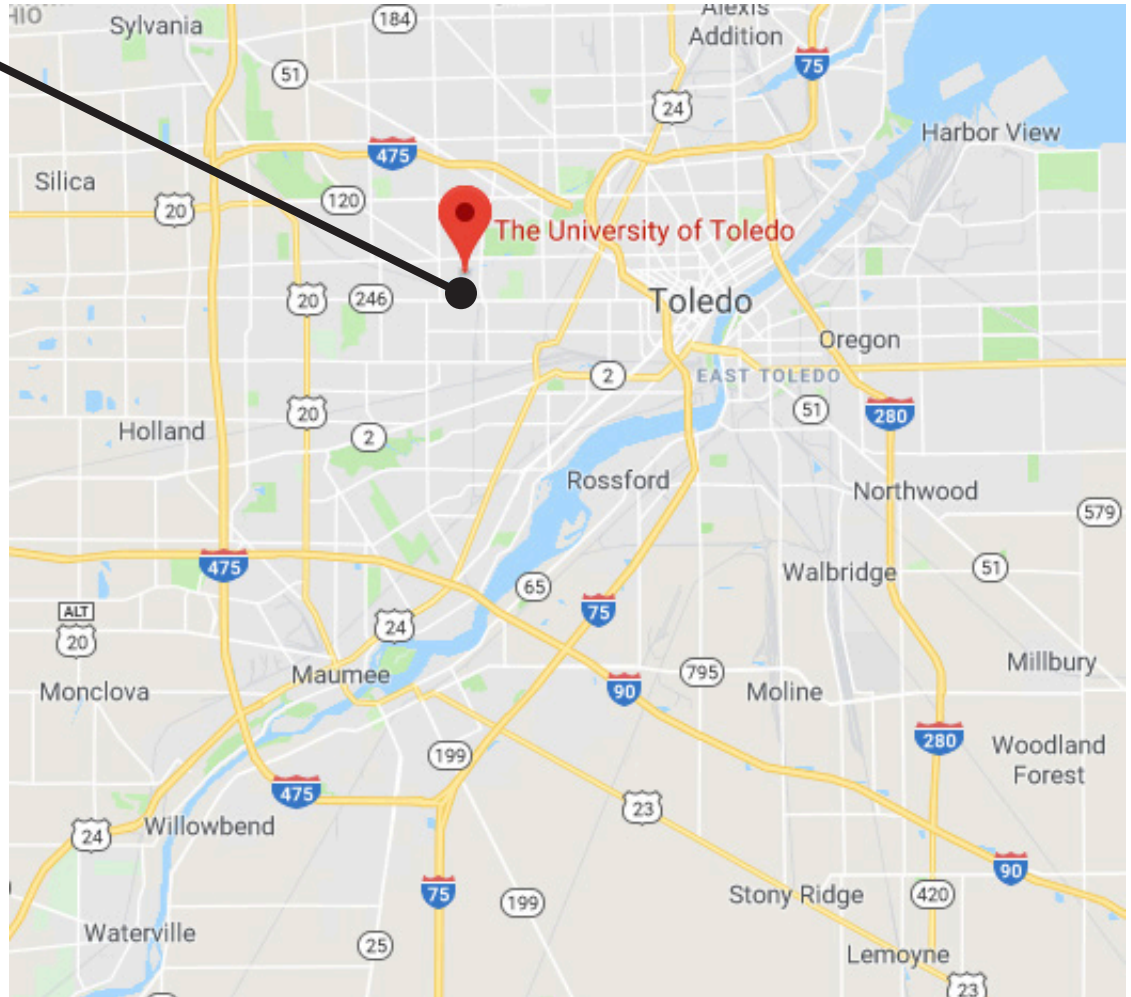 HIO
Sylvania
184
Alexis
Addition
51
75
24
Harbor View
475
Silica
120
20
The University of Toledo
20
246
Toledo
Oregon
2
EAST TOLEDO
51
280
20
Holland
2
Rossford
Northwood
579
475
65
51
Walbridge
75
ALT
20
24
Maumee
795
Millbury
Monclova
90
Moline
199
280
Woodland
Forest
475
23
24
Willowbend
90
75
199
Stony Ridge
420
Waterville
25
Lemoyne
23